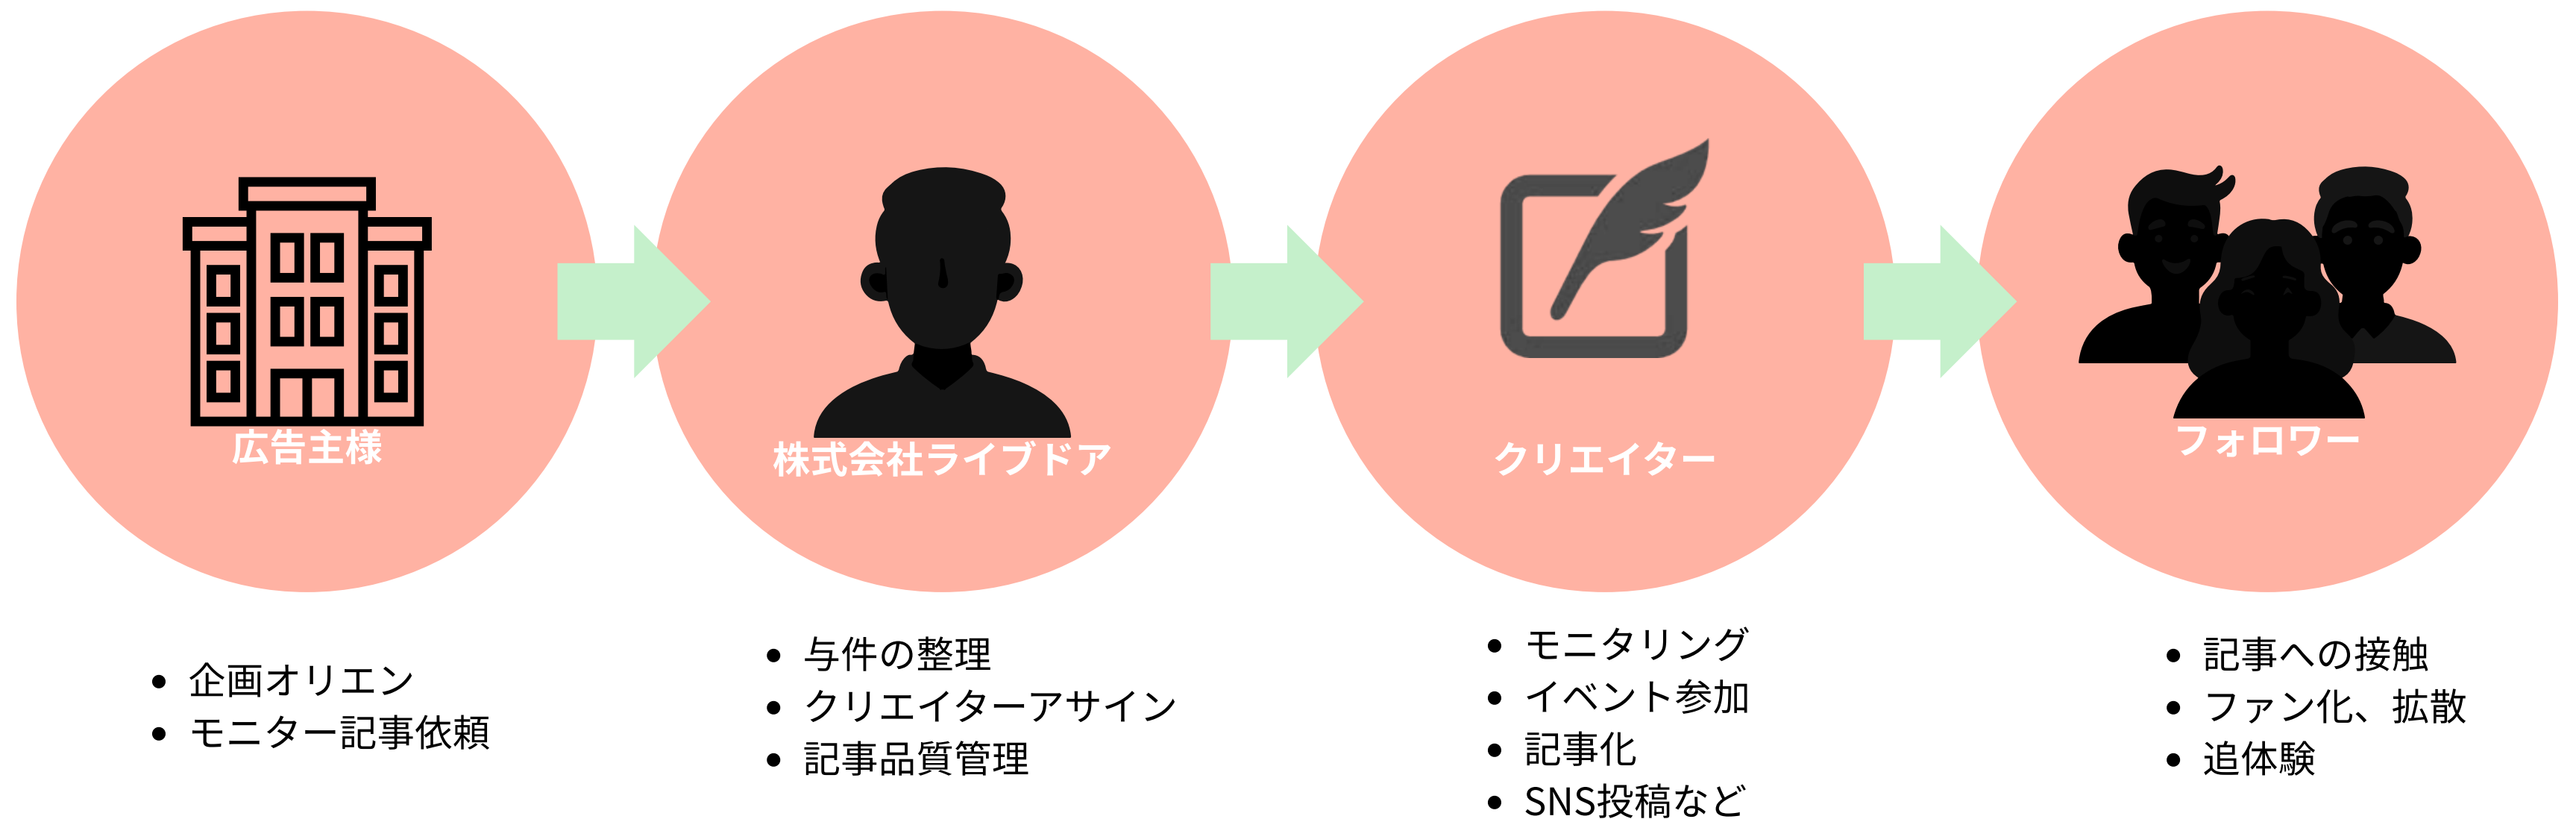 広告主様
株式会社ライブドア
クリエイター
フォロワー
• 企画オリエン
• モニター記事依頼
• 与件の整理
• クリエイターアサイン
• 記事品質管理
• モニタリング
• イベント参加
• 記事化
• SNS投稿など
• 記事への接触
• ファン化、拡散
• 追体験